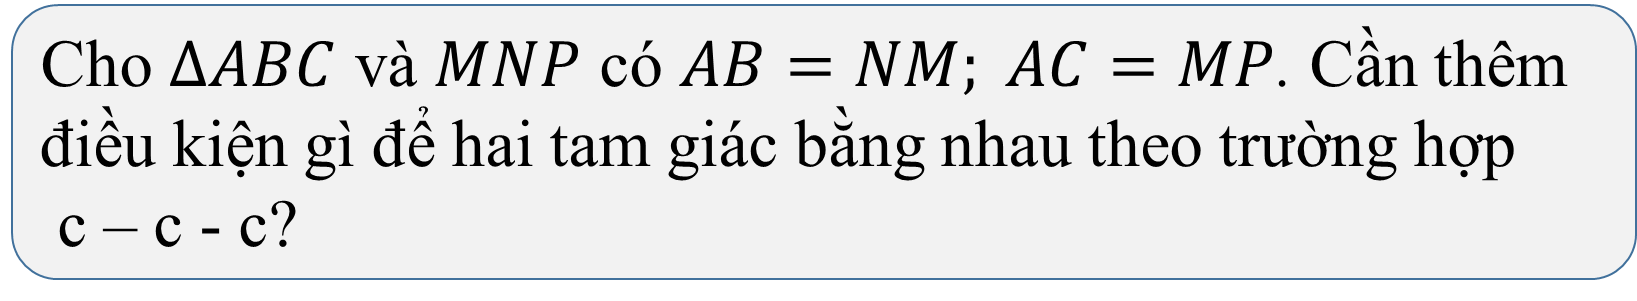 Cho ∆𝐴𝐵𝐶 và 𝑀𝑁𝑃 có 𝐴𝐵 = 𝑁𝑀; 𝐴𝐶 = 𝑀𝑃. Cần thêm
điều kiện gì để hai tam giác bằng nhau theo trường hợp
c – c - c?